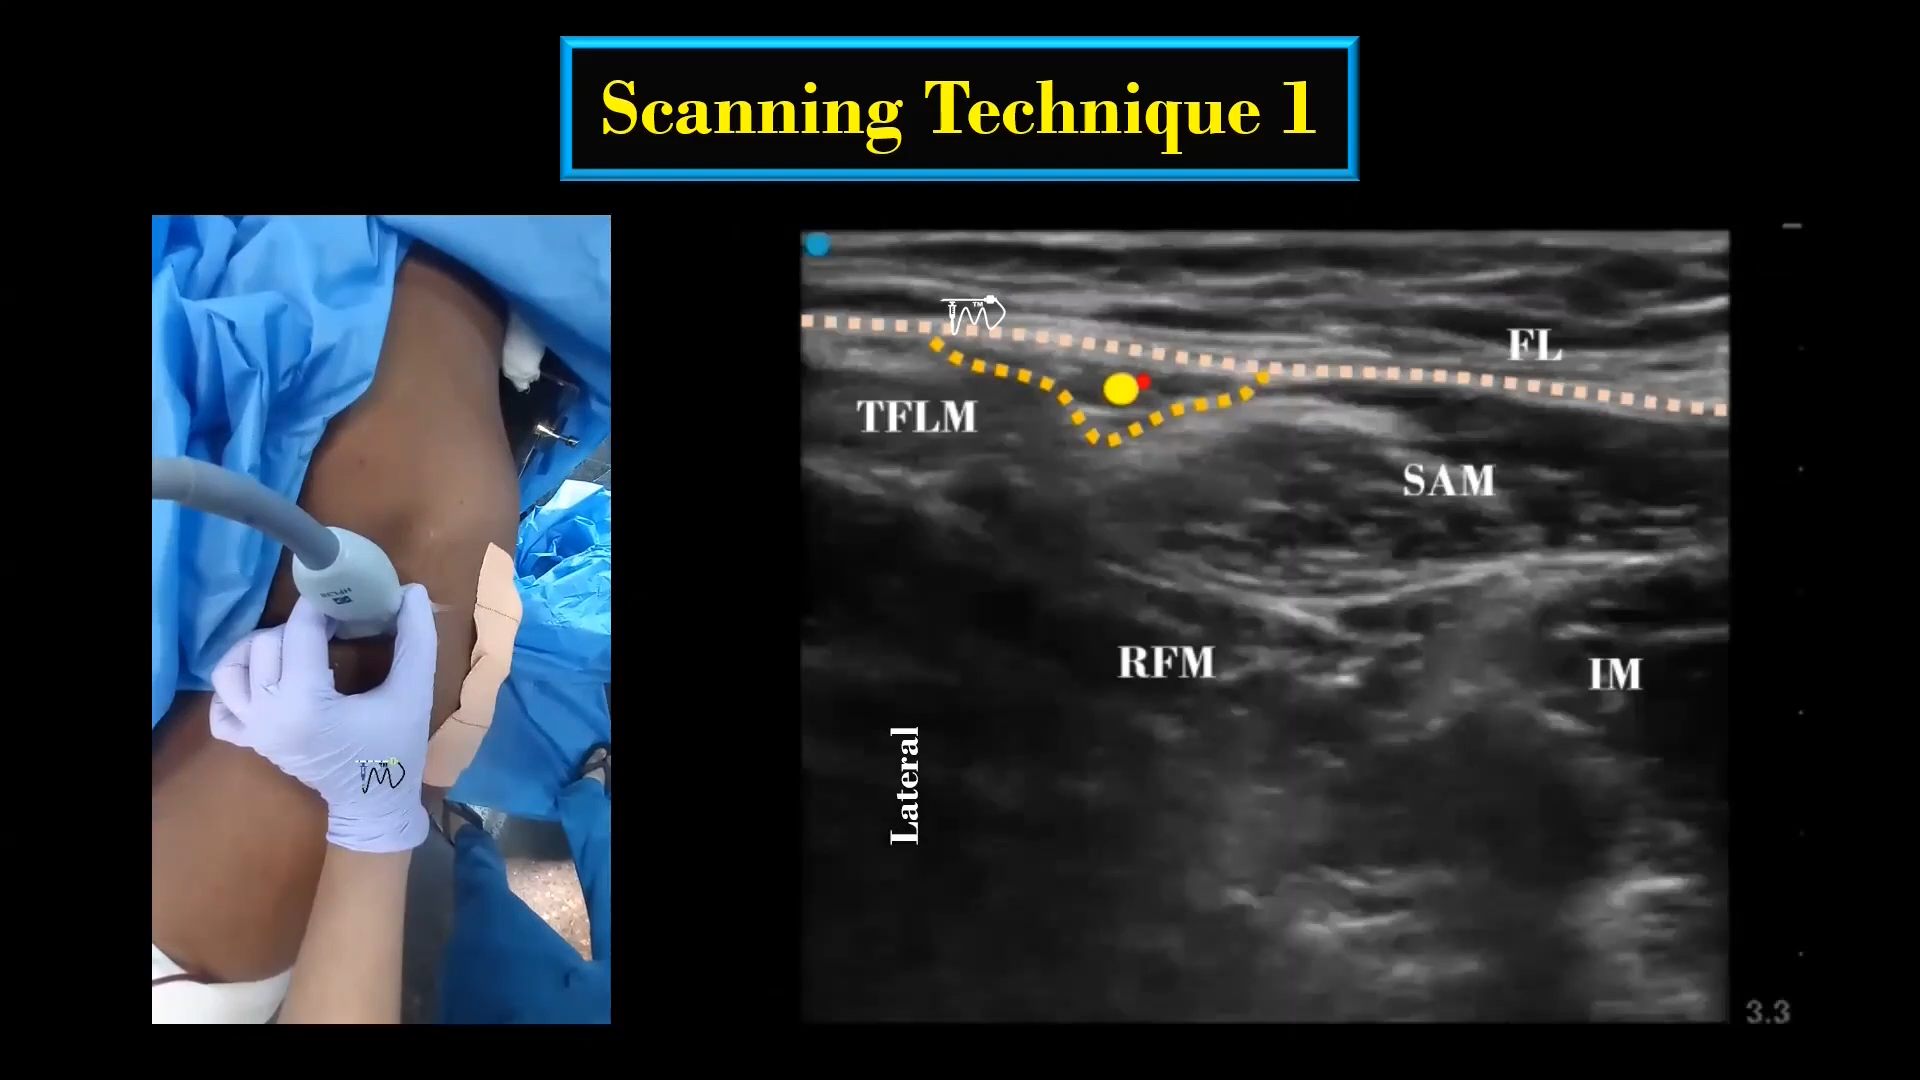 Scanning Technique 1
FL
TFLM
SAM
RFM
IM
Lateral
3.3